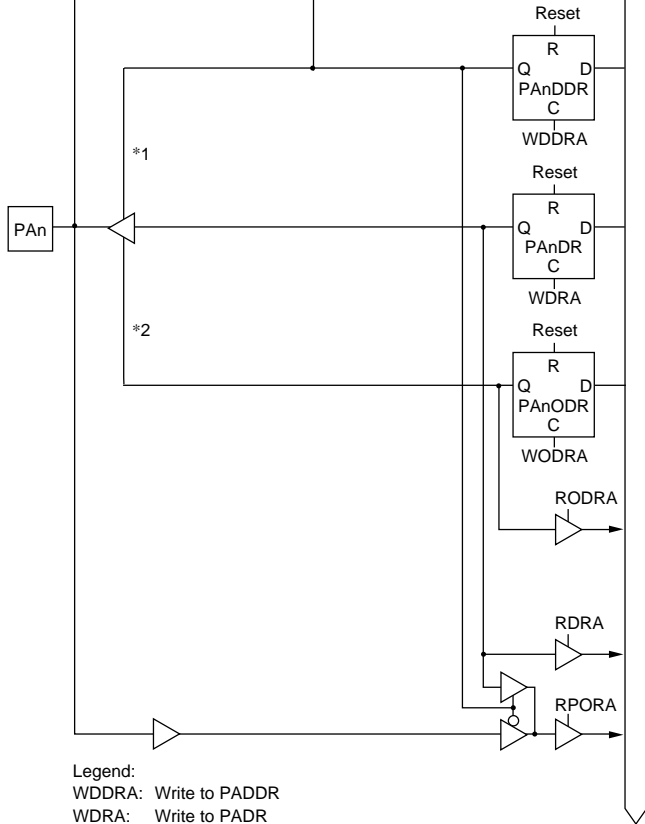 Reset
R
Q D
PAnDDR
C
WDDRA
*1
Reset
R
PAn
Q D
PAnDR
C
WDRA
*2
Reset
R
Q D
PAnODR
C
WODRA
RODRA
RDRA
RPORA
Legend:
WDDRA: Write to PADDR
WDRA: Write to PADR